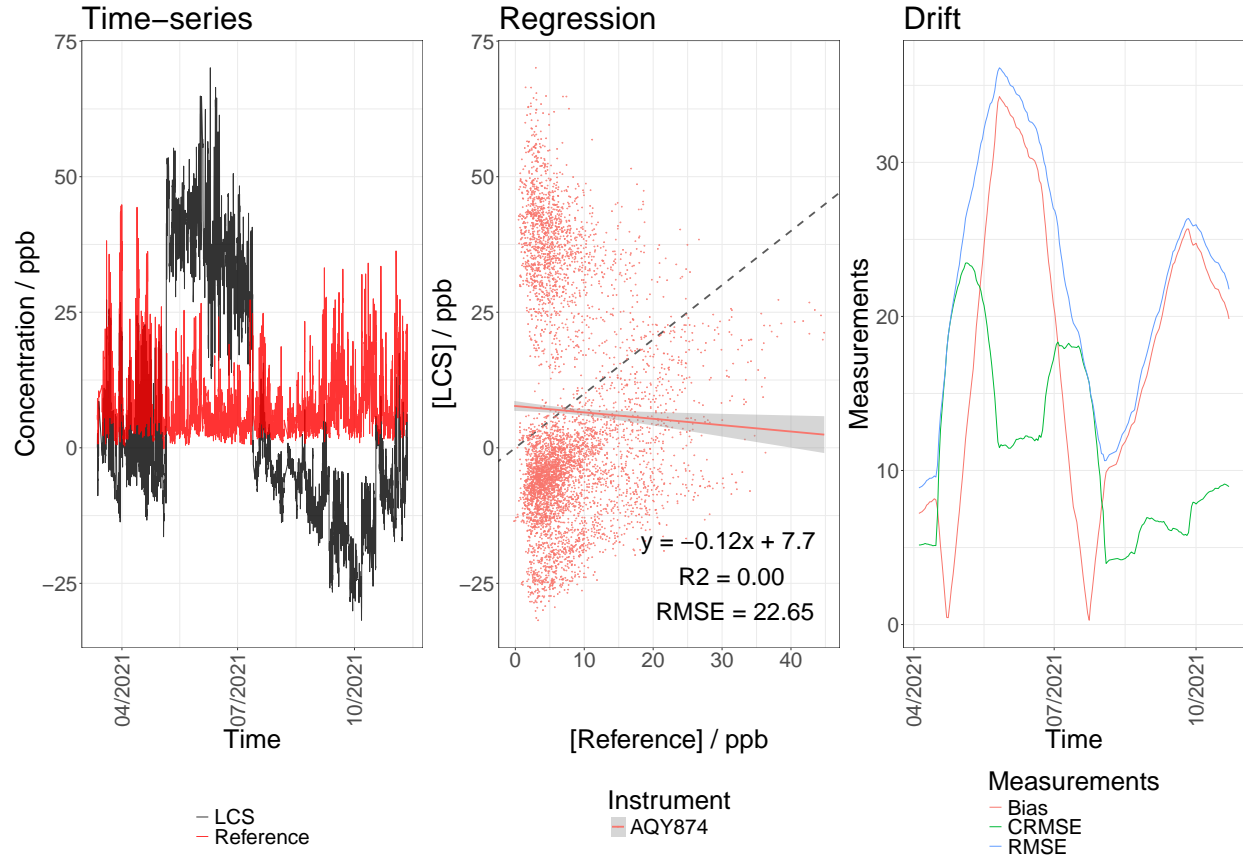 Time−series
Regression
Drift
Concentration / ppb
75
50
25
0
−25
04/2021
07/2021
10/2021
Time
LCS
Reference
[LCS] / ppb
75
50
25
0
−25
y = −0.12x + 7.7
R2 = 0.00
RMSE = 22.65
0 10 20 30 40
[Reference] / ppb
Instrument
AQY874
Measurements
30
20
10
0
04/2021
07/2021
10/2021
Time
Measurements
Bias
CRMSE
RMSE